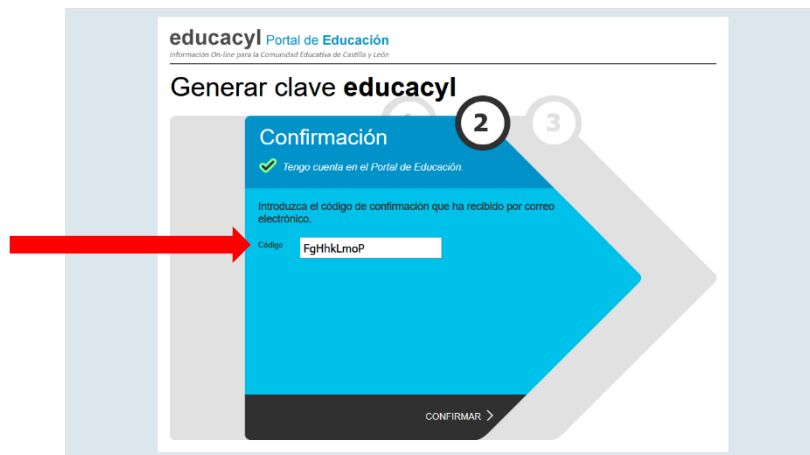 educacyl Portal de Educación
Información On-line para la Comunidad Educativa de Castilla y León
Generar clave educacyl
2
3
Confirmación
Tengo cuenta en el Portal de Educación.
Introduzca el código de confirmación que ha recibido por correo
electrónico.
Código
FgHhkLmoP
CONFIRMAR